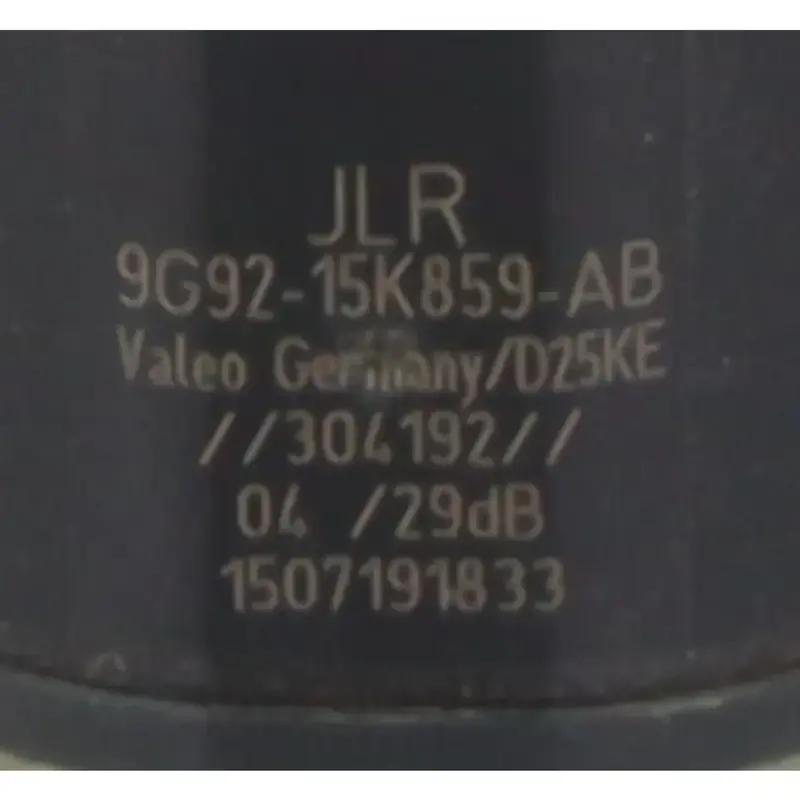 JLR
9G92-15K859-AB
Valeo Germany/D25KE
//304192//
04 /29dB
1507191833